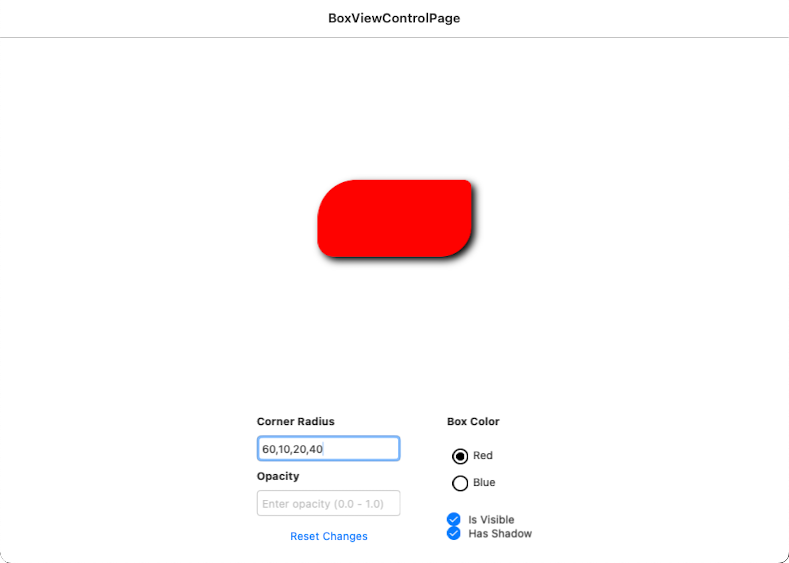 BoxViewControlPage
Corner Radius
60,10,20,40
Opacity
Enter opacity (0.0 - 1.0)
Reset Changes
Box Color
Red
Blue
Is Visible
Has Shadow